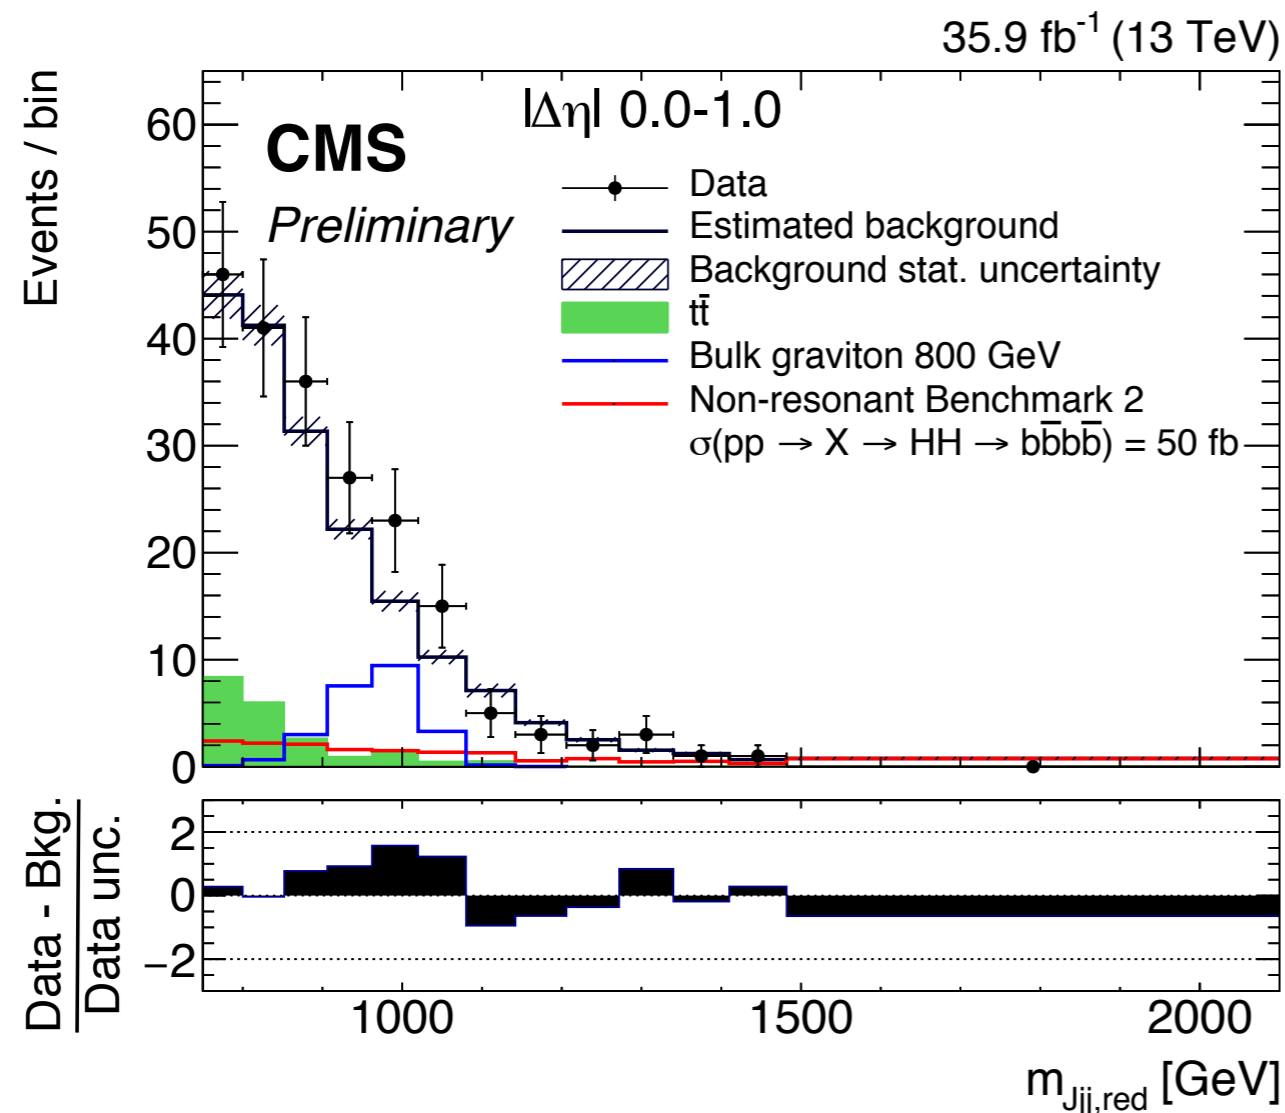 35.9 fb⁻¹ (13 TeV)
Events / bin
|Δη| 0.0-1.0
CMS
Preliminary
Data
Estimated background
Background stat. uncertainty
tt̄
Bulk graviton 800 GeV
Non-resonant Benchmark 2
σ(pp → X → HH → bb̄bb̄) = 50 fb
60
50
40
30
20
10
0
Data - Bkg.
Data unc.
2
0
−2
1000 1500 2000
m_Jjj,red [GeV]